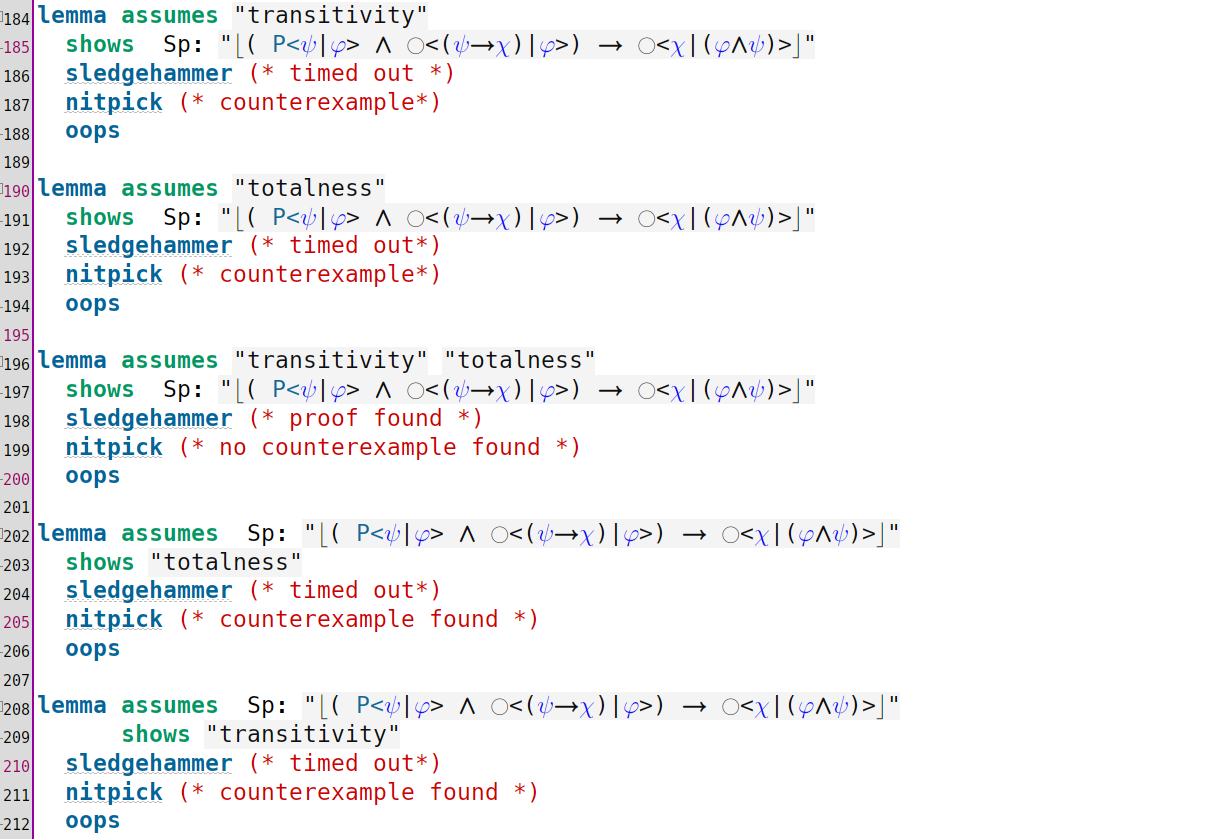 184 lemma assumes "transitivity"
185 shows Sp: "⌊( P<ψ|φ> ∧ ○<(ψ→χ)|φ>) → ○<χ|(φ∧ψ)>⌋"
186 sledgehammer (* timed out *)
187 nitpick (* counterexample*)
188 oops
189
190 lemma assumes "totalness"
191 shows Sp: "⌊( P<ψ|φ> ∧ ○<(ψ→χ)|φ>) → ○<χ|(φ∧ψ)>⌋"
192 sledgehammer (* timed out*)
193 nitpick (* counterexample*)
194 oops
195
196 lemma assumes "transitivity" "totalness"
197 shows Sp: "⌊( P<ψ|φ> ∧ ○<(ψ→χ)|φ>) → ○<χ|(φ∧ψ)>⌋"
198 sledgehammer (* proof found *)
199 nitpick (* no counterexample found *)
200 oops
201
202 lemma assumes Sp: "⌊( P<ψ|φ> ∧ ○<(ψ→χ)|φ>) → ○<χ|(φ∧ψ)>⌋"
203 shows "totalness"
204 sledgehammer (* timed out*)
205 nitpick (* counterexample found *)
206 oops
207
208 lemma assumes Sp: "⌊( P<ψ|φ> ∧ ○<(ψ→χ)|φ>) → ○<χ|(φ∧ψ)>⌋"
209 shows "transitivity"
210 sledgehammer (* timed out*)
211 nitpick (* counterexample found *)
212 oops